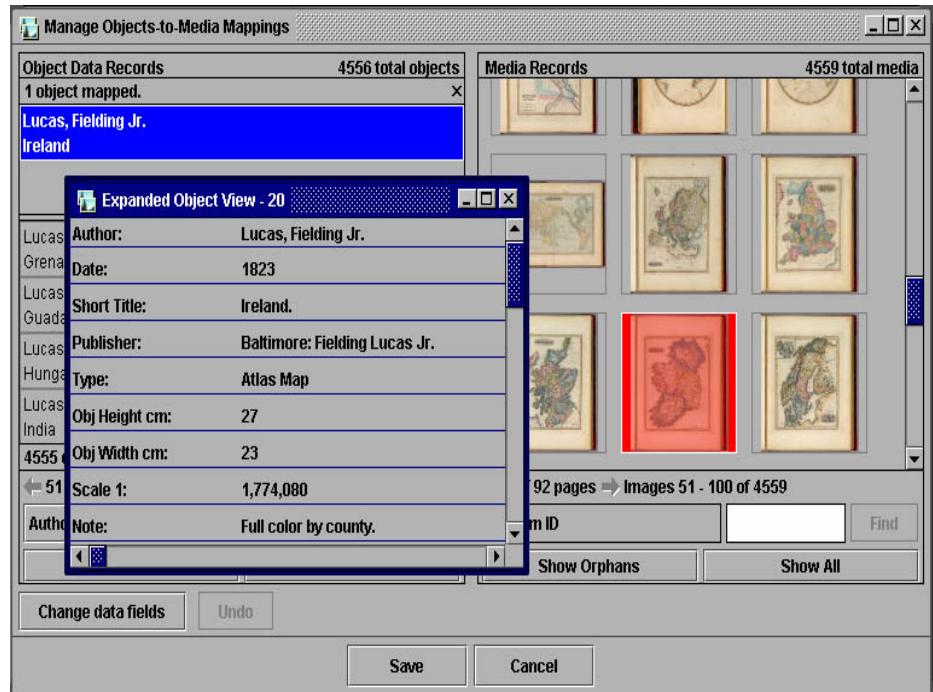 Manage Objects-to-Media Mappings
Object Data Records 4556 total objects
1 object mapped. X
Lucas, Fielding Jr.
Ireland
Lucas
Grena
Lucas
Guada
Lucas
Hunga
Lucas
India
4555
51
Autho
Expanded Object View - 20
Author: Lucas, Fielding Jr.
Date: 1823
Short Title: Ireland.
Publisher: Baltimore: Fielding Lucas Jr.
Type: Atlas Map
Obj Height cm: 27
Obj Width cm: 23
Scale 1: 1,774,080
Note: Full color by county.
Media Records 4559 total media
92 pages Images 51 - 100 of 4559
m ID Find
Show Orphans Show All
Change data fields Undo
Save Cancel